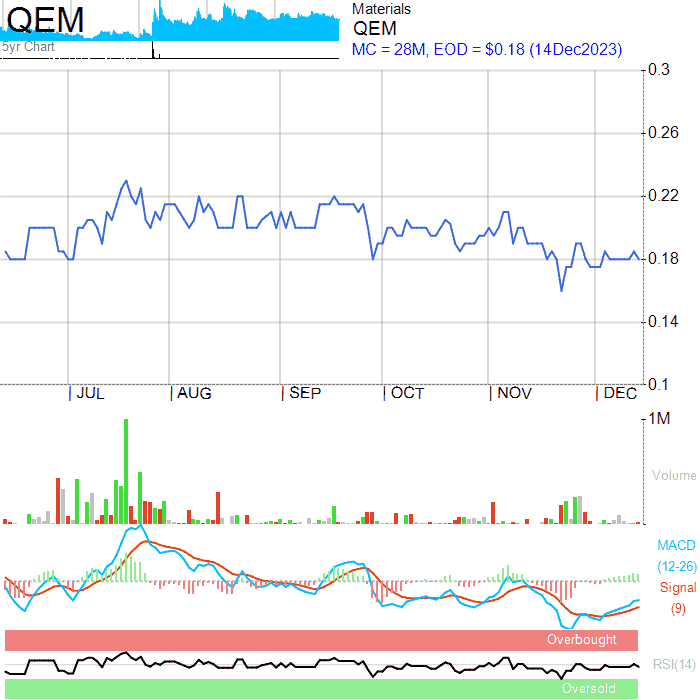 QEM
5yr Chart
Materials
QEM
MC = 28M, EOD = $0.18 (14Dec2023)
0.3
0.26
0.22
0.18
0.14
0.1
JUL
AUG
SEP
OCT
NOV
DEC
1M
Volume
MACD
(12-26)
Signal
(9)
Overbought
RSI(14)
Oversold